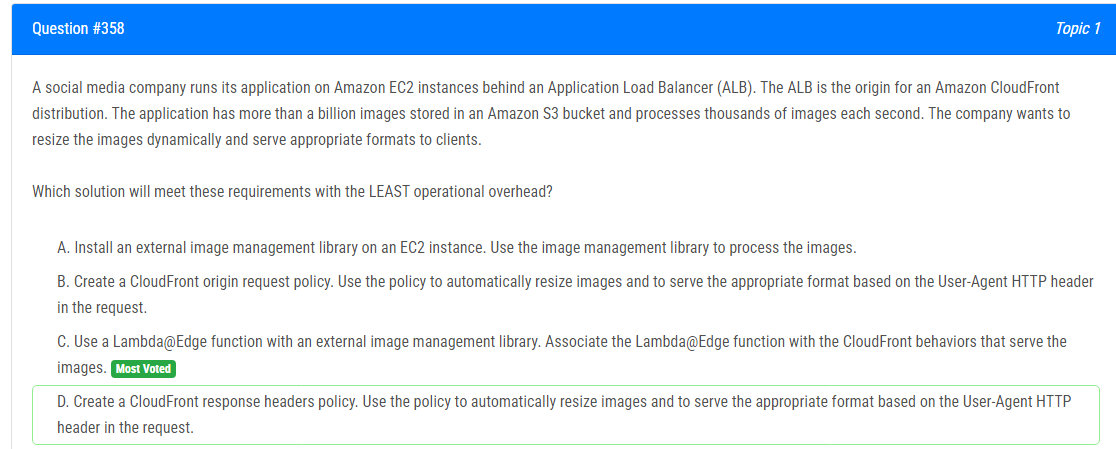 Question #358
Topic 1
A social media company runs its application on Amazon EC2 instances behind an Application Load Balancer (ALB). The ALB is the origin for an Amazon CloudFront
distribution. The application has more than a billion images stored in an Amazon S3 bucket and processes thousands of images each second. The company wants to
resize the images dynamically and serve appropriate formats to clients.
Which solution will meet these requirements with the LEAST operational overhead?
A. Install an external image management library on an EC2 instance. Use the image management library to process the images.
B. Create a CloudFront origin request policy. Use the policy to automatically resize images and to serve the appropriate format based on the User-Agent HTTP header
in the request.
C. Use a Lambda@Edge function with an external image management library. Associate the Lambda@Edge function with the CloudFront behaviors that serve the
images. Most Voted
D. Create a CloudFront response headers policy. Use the policy to automatically resize images and to serve the appropriate format based on the User-Agent HTTP
header in the request.